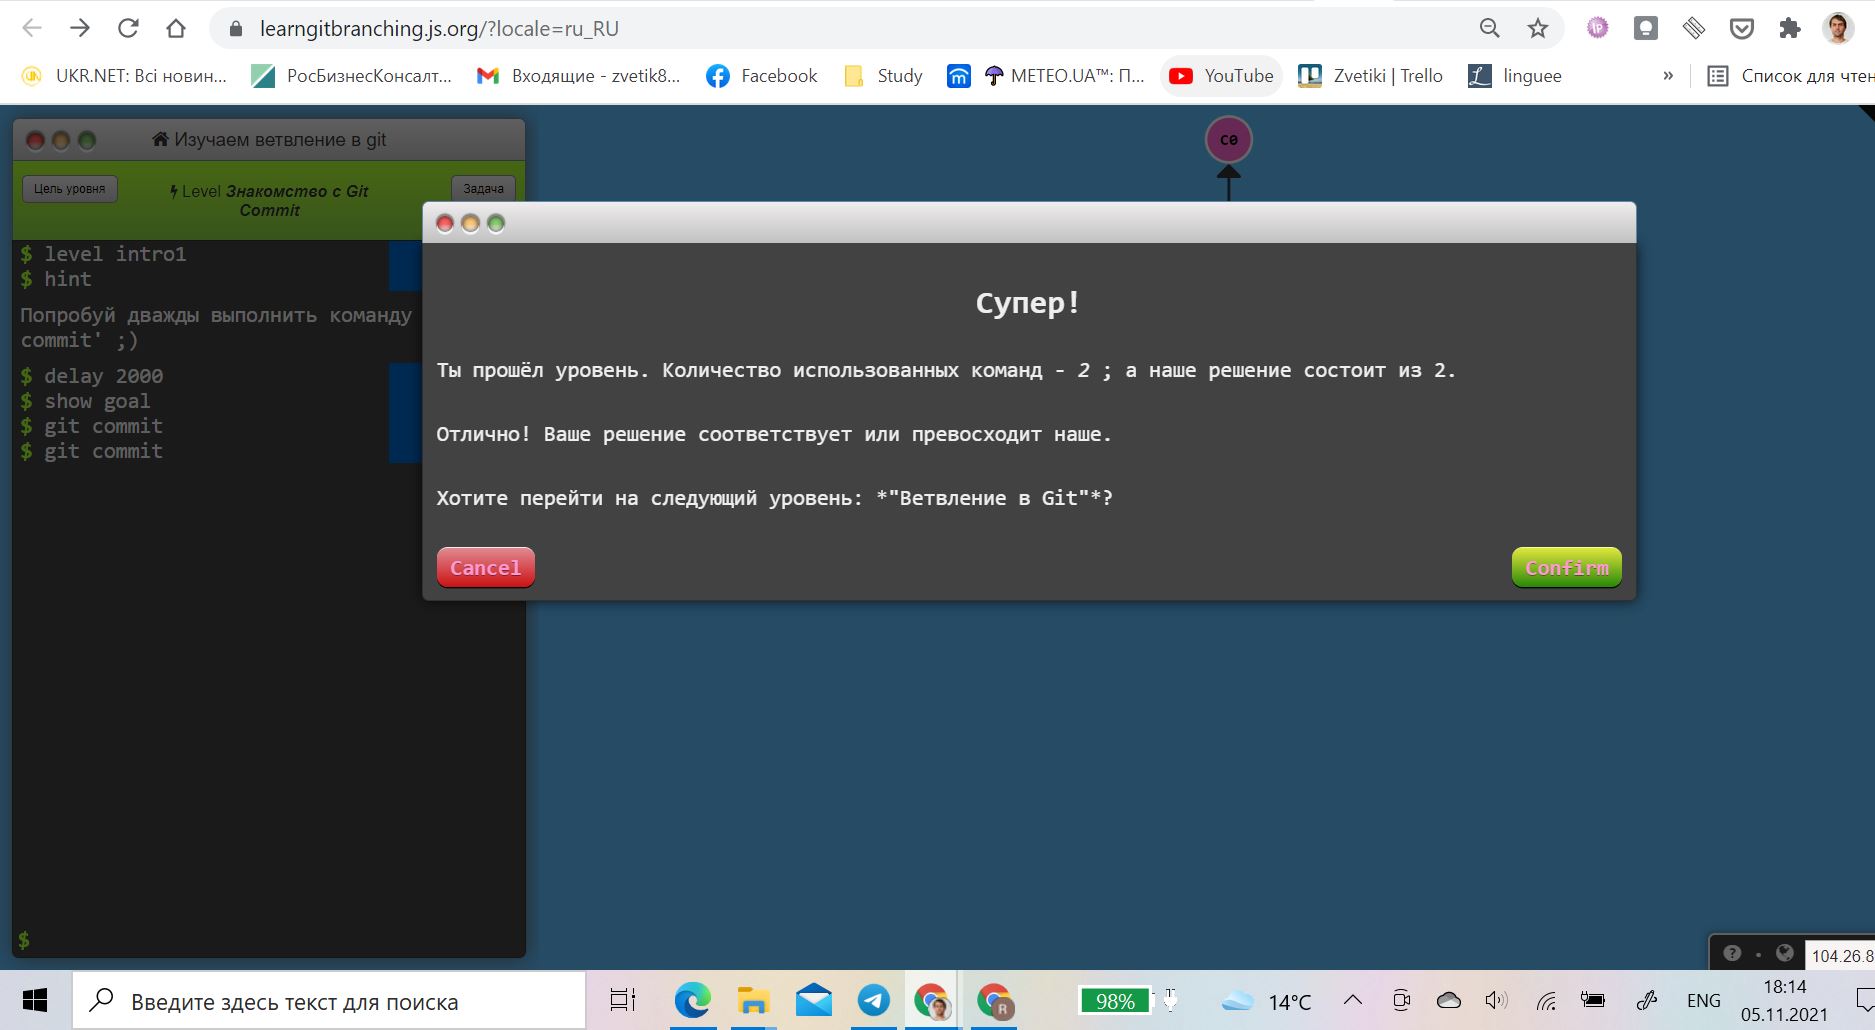 learngitbranching.js.org/?locale=ru_RU
UKR.NET: Всі новин... РосБизнесКонсалт... Входящие - zvetik8... Facebook Study METEO.UA™: П... YouTube Zvetiki | Trello linguee » Список для чтен
Изучаем ветвление в git
Цель уровня
Level Знакомство с Git
Commit
Задача
c0
$ level intro1
$ hint
Попробуй дважды выполнить команду
commit' ;)
$ delay 2000
$ show goal
$ git commit
$ git commit
$
Супер!
Ты прошёл уровень. Количество использованных команд - 2 ; а наше решение состоит из 2.
Отлично! Ваше решение соответствует или превосходит наше.
Хотите перейти на следующий уровень: *"Ветвление в Git"*?
Cancel
Confirm
104.26.8
Введите здесь текст для поиска
R
98%
14°C
ENG
18:14
05.11.2021